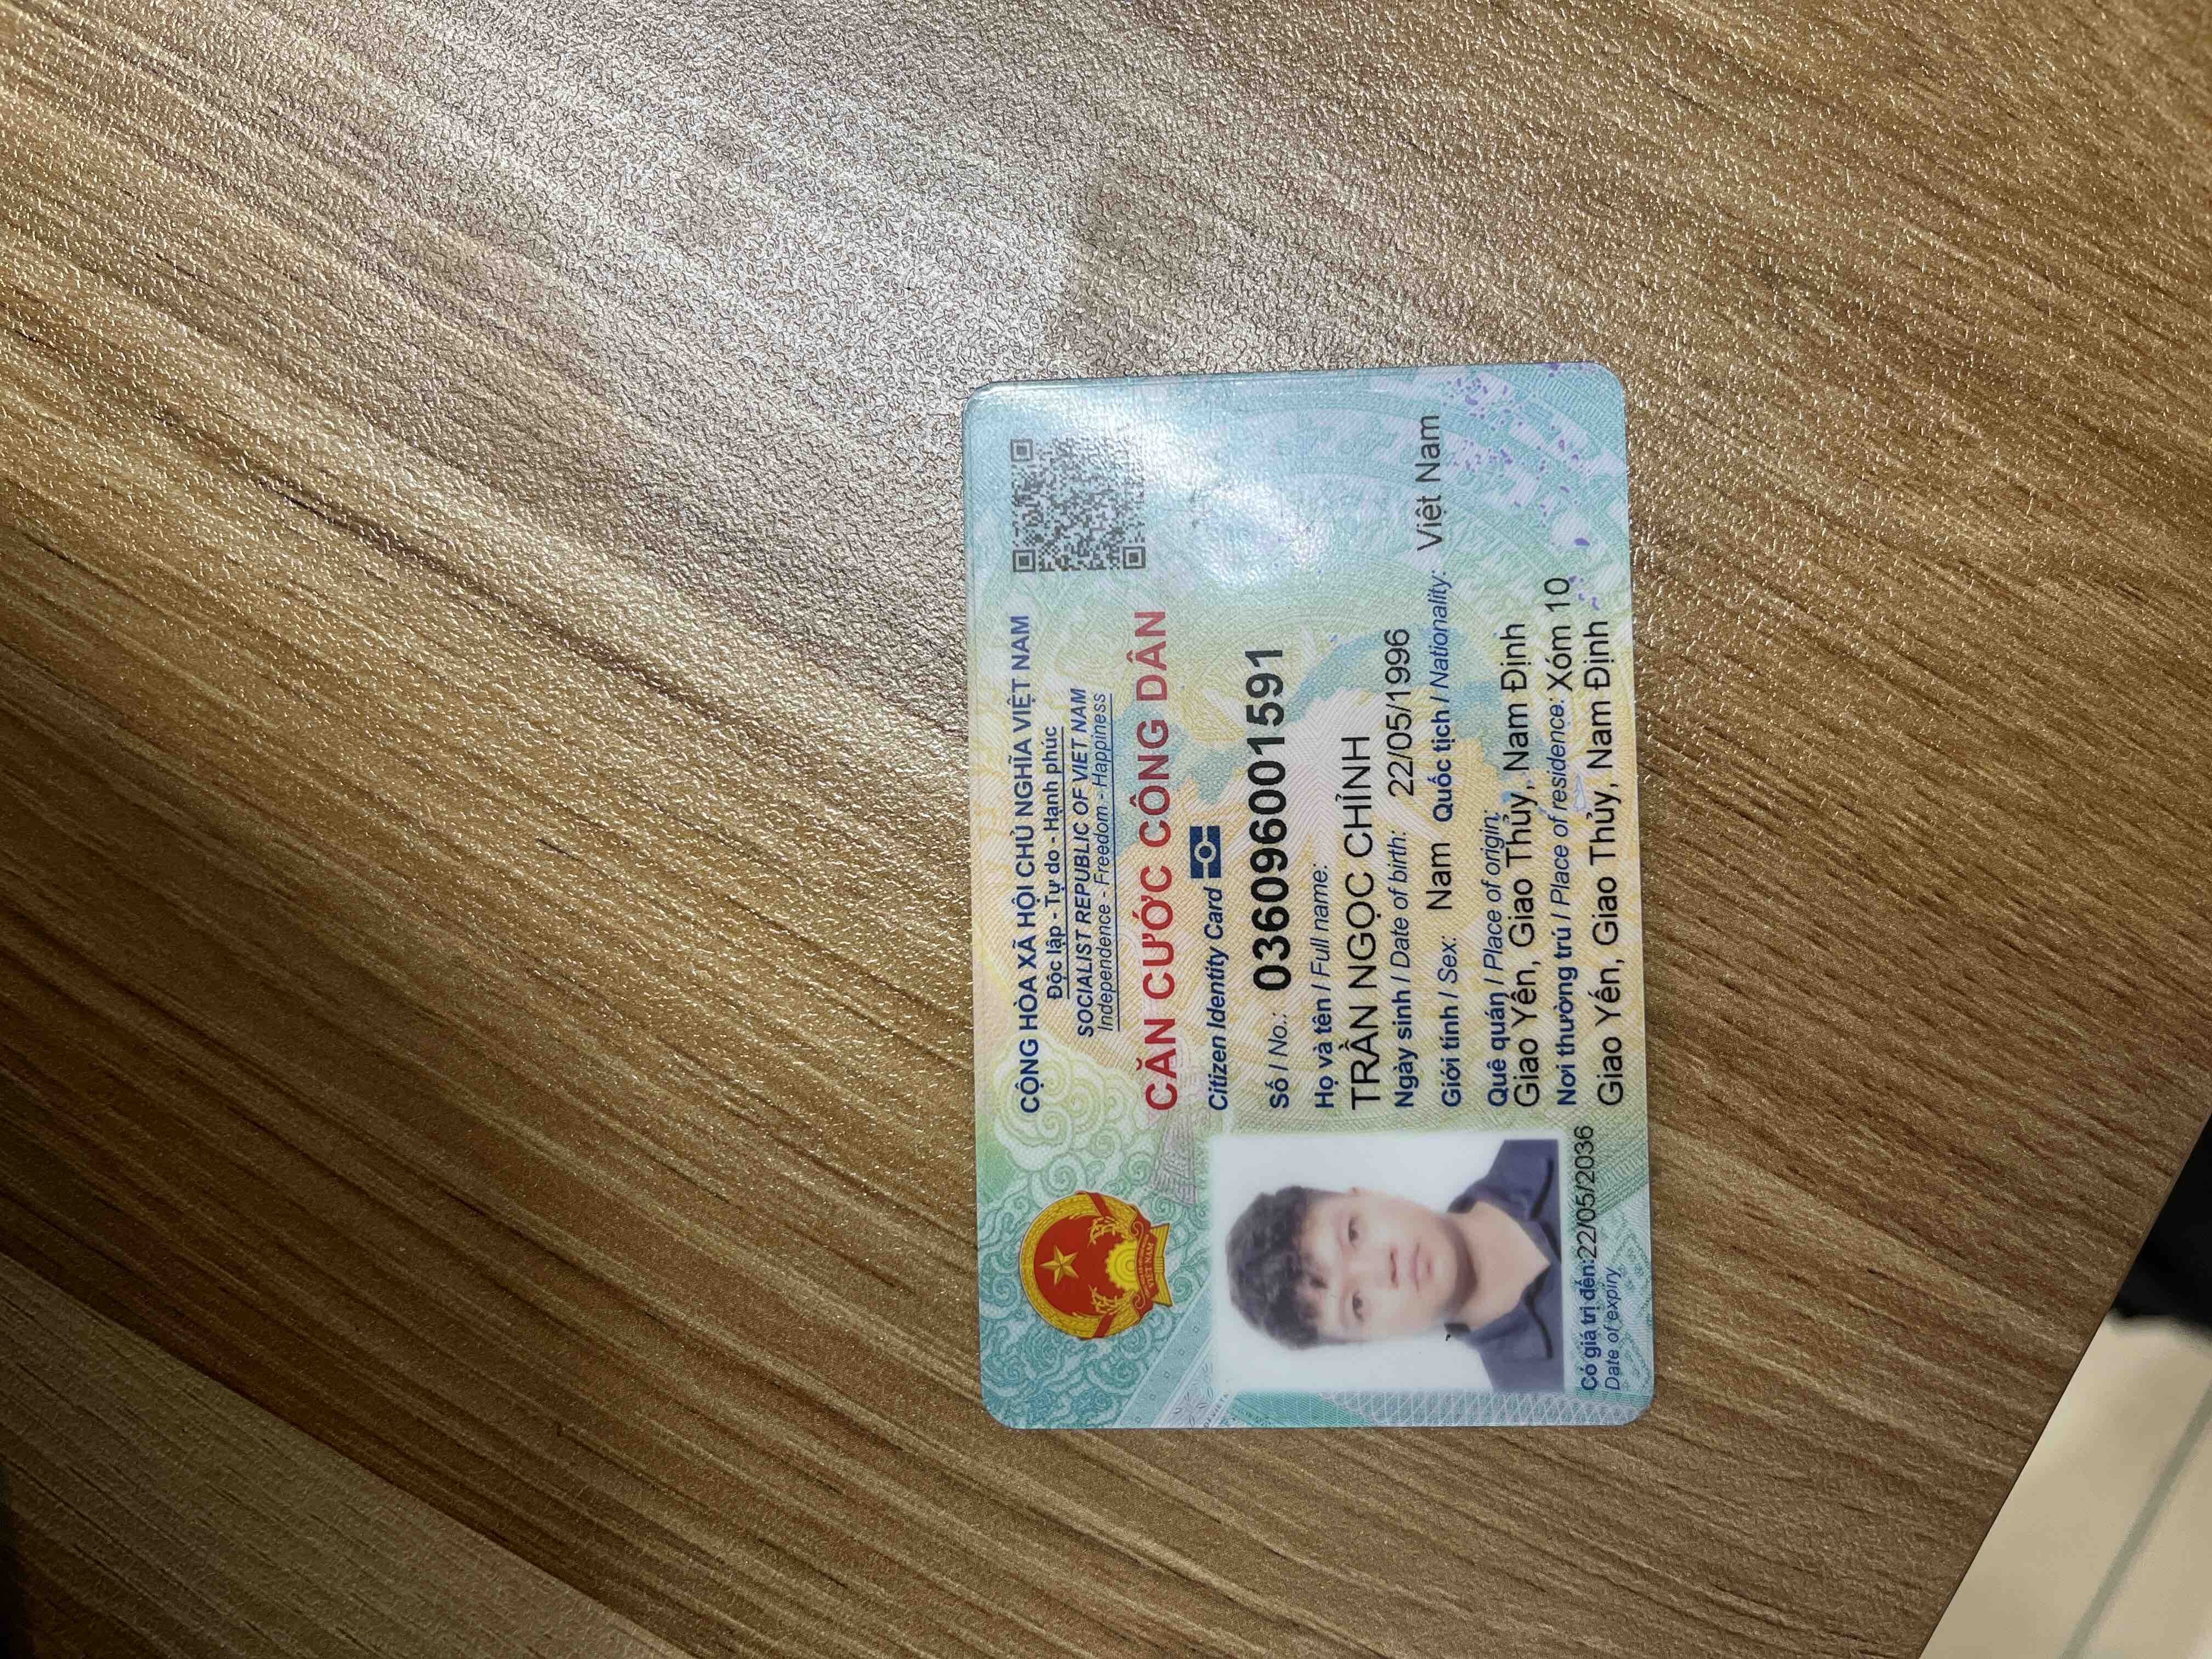 CỘNG HÒA XÃ HỘI CHỦ NGHĨA VIỆT NAM
Độc lập - Tự do - Hạnh phúc
SOCIALIST REPUBLIC OF VIET NAM
Independence - Freedom - Happiness
CĂN CƯỚC CÔNG DÂN
Citizen Identity Card
Số / No.: 036096001591
Họ và tên / Full name:
TRẦN NGỌC CHỈNH
Ngày sinh / Date of birth: 22/05/1996
Giới tính / Sex: Nam Quốc tịch / Nationality: Việt Nam
Quê quán / Place of origin:
Giao Yến, Giao Thủy, Nam Định
Nơi thường trú / Place of residence: Xóm 10
Giao Yến, Giao Thủy, Nam Định
Có giá trị đến: 22/05/2036
Date of expiry
VIỆT NAM